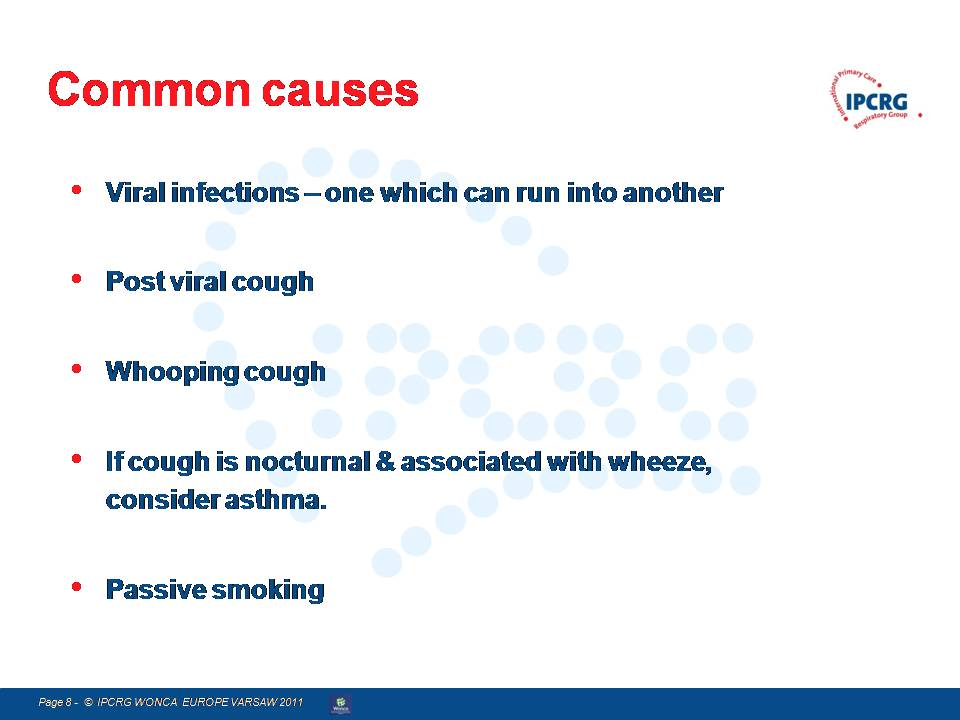 Common causes
International Primary Care
IPCRG
Respiratory Group
• Viral infections – one which can run into another
• Post viral cough
• Whooping cough
• If cough is nocturnal & associated with wheeze,
consider asthma.
• Passive smoking
Page 8 - © IPCRG WONCA EUROPE VARSAW 2011
Wonca